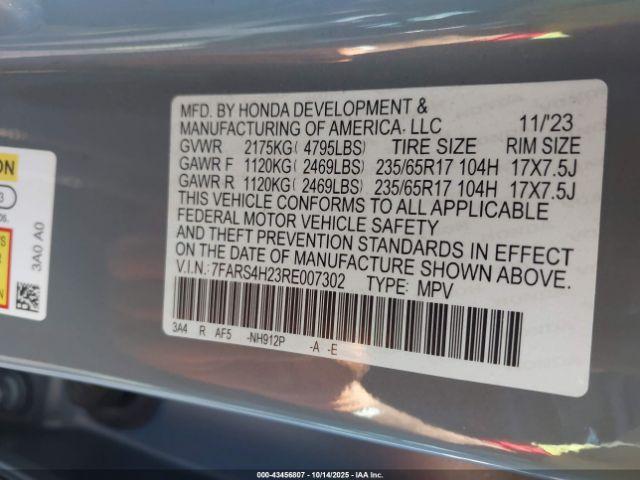 MFD. BY HONDA DEVELOPMENT &
MANUFACTURING OF AMERICA, LLC 11/'23
GVWR 2175KG( 4795LBS) TIRE SIZE RIM SIZE
GAWR F 1120KG( 2469LBS) 235/65R17 104H 17X7.5J
GAWR R 1120KG( 2469LBS) 235/65R17 104H 17X7.5J
THIS VEHICLE CONFORMS TO ALL APPLICABLE
FEDERAL MOTOR VEHICLE SAFETY
AND THEFT PREVENTION STANDARDS IN EFFECT
ON THE DATE OF MANUFACTURE SHOWN ABOVE.
V.I.N.:7FARS4H23RE007302 TYPE: MPV
3A4 R AF5 -NH912P -A -E
3A0 A0
000-43456807 - 10/14/2025 - IAA Inc.